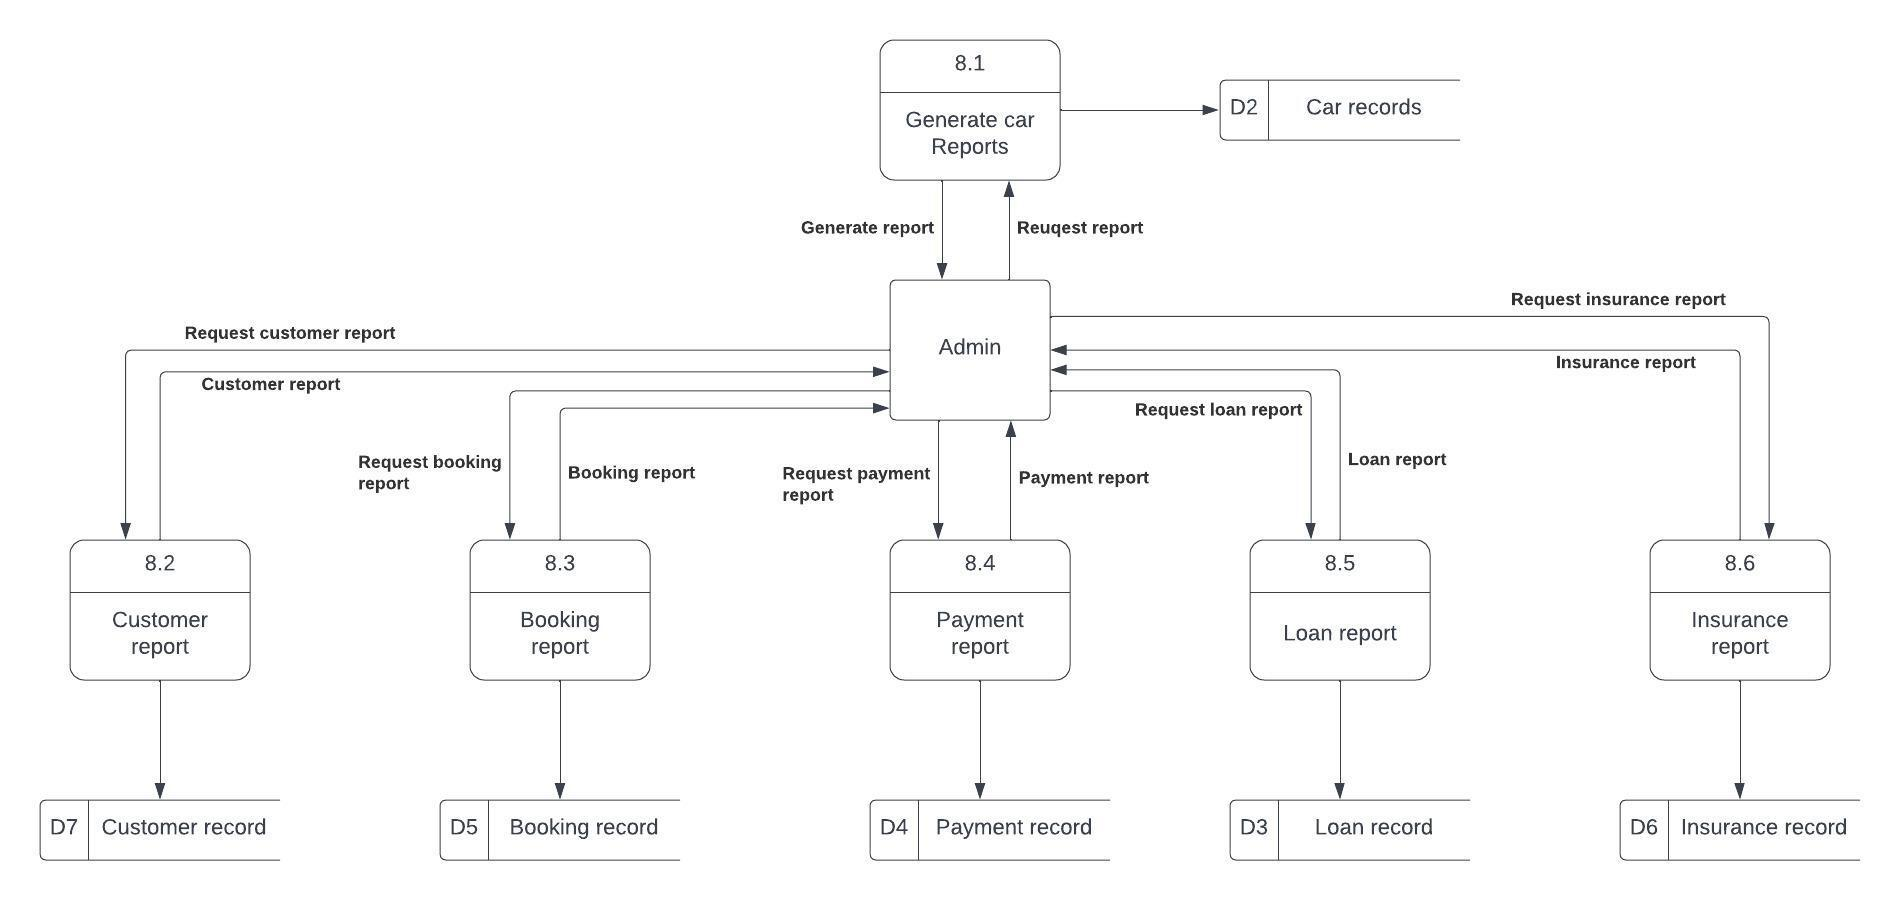 8.1
Generate car
Reports
D2
Car records
Generate report
Reuqest report
Admin
Request insurance report
Insurance report
Request customer report
Customer report
Request loan report
Loan report
Request booking
report
Booking report
Request payment
report
Payment report
8.2
Customer
report
8.3
Booking
report
8.4
Payment
report
8.5
Loan report
8.6
Insurance
report
D7
Customer record
D5
Booking record
D4
Payment record
D3
Loan record
D6
Insurance record